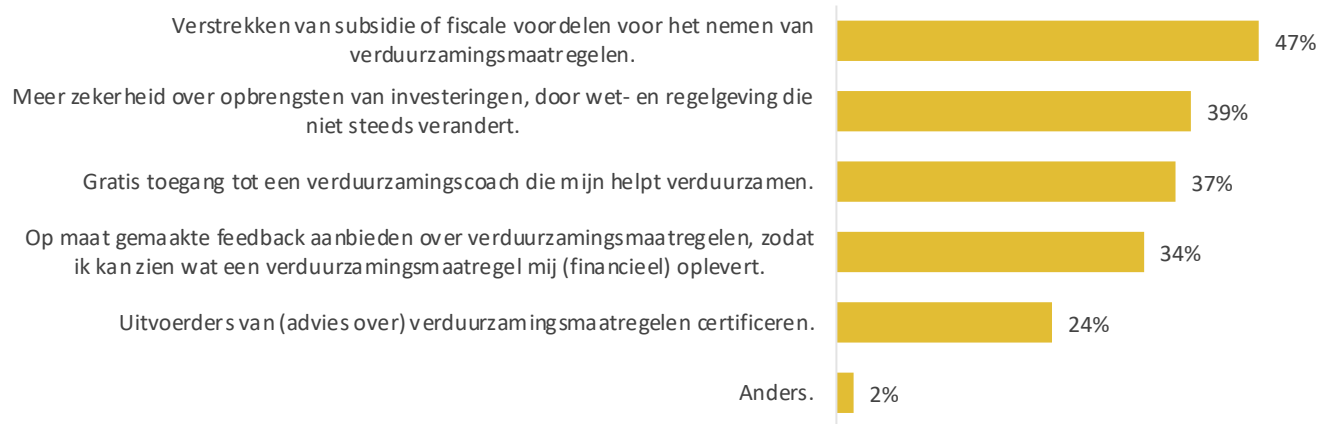 Verstrekken van subsidie of fiscale voordelen voor het nemen van
verduurzamingsmaatregelen.
47%
Meer zekerheid over opbrengsten van investeringen, door wet- en regelgeving die
niet steeds verandert.
39%
Gratis toegang tot een verduurzamingscoach die mijn helpt verduurzamen.
37%
Op maat gemaakte feedback aanbieden over verduurzamingsmaatregelen, zodat
ik kan zien wat een verduurzamingsmaatregel mij (financieel) oplevert.
34%
Uitvoerders van (advies over) verduurzamingsmaatregelen certificeren.
24%
Anders.
2%